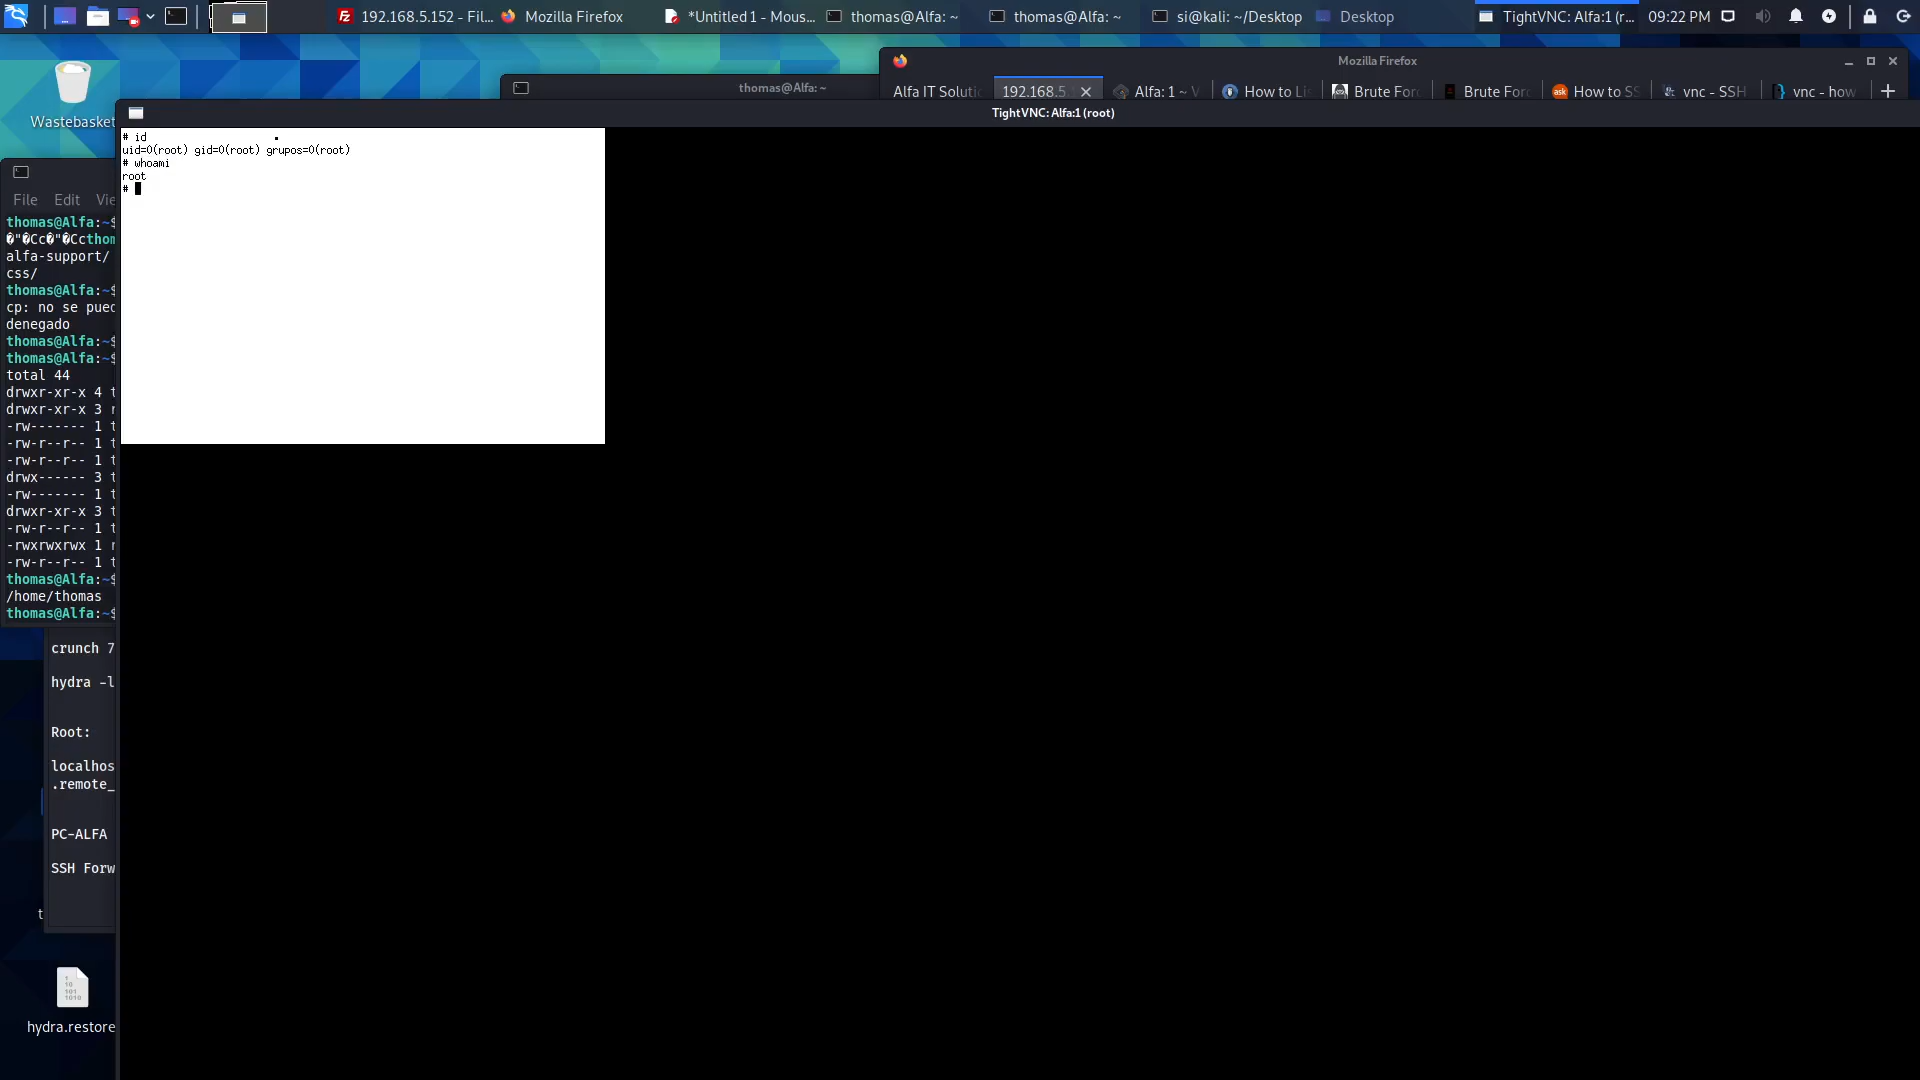 192.168.5.152 - Fil...
Mozilla Firefox
*Untitled 1 - Mous...
thomas@Alfa: ~
thomas@Alfa: ~
si@kali: ~/Desktop
Desktop
TightVNC: Alfa:1 (r...
09:22 PM
Wastebasket
Mozilla Firefox
thomas@Alfa: ~
Alfa IT Soluti
192.168.5.
Alfa: 1 ~ V
How to Li
Brute Forc
Brute Forc
How to SS
vnc - SSH
vnc - how
TightVNC: Alfa:1 (root)
# id
uid=0(root) gid=0(root) grupos=0(root)
# whoami
root
#
File Edit Vie
thomas@Alfa:~$
�"�Cc�"�Ccthom
alfa-support/
css/
thomas@Alfa:~$
cp: no se pued
denegado
thomas@Alfa:~$
thomas@Alfa:~$
total 44
drwxr-xr-x 4 t
drwxr-xr-x 3 r
-rw------- 1 t
-rw-r--r-- 1 t
-rw-r--r-- 1 t
drwx------ 3 t
-rw------- 1 t
drwxr-xr-x 3 t
-rw-r--r-- 1 t
-rwxrwxrwx 1 r
-rw-r--r-- 1 t
thomas@Alfa:~$
/home/thomas
thomas@Alfa:~$
crunch 7
hydra -l
Root:
localhos
.remote_
PC-ALFA
SSH Forw
t
hydra.restore